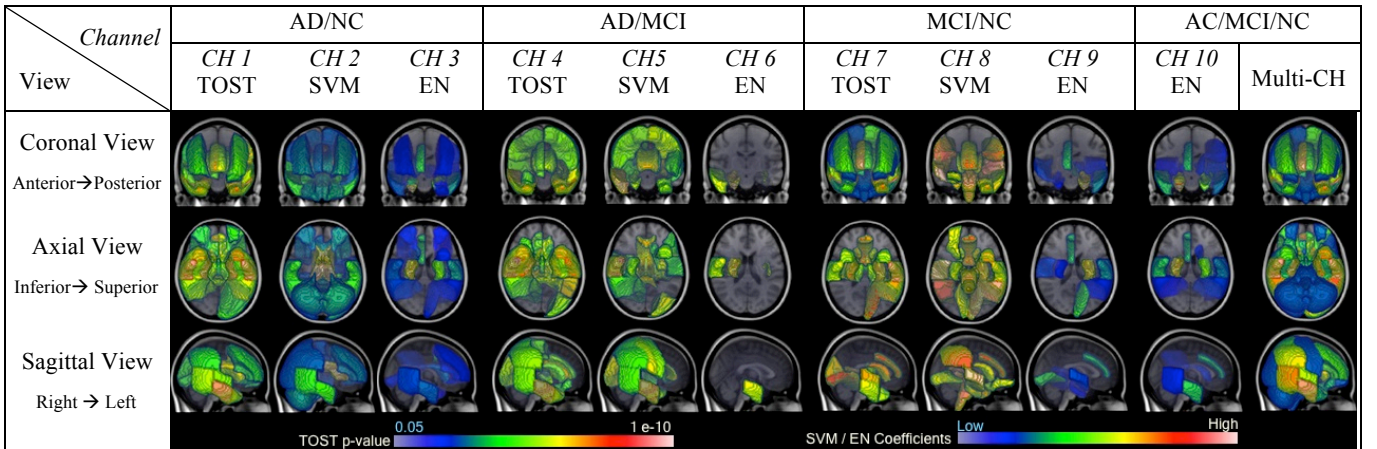 Channel
View
AD/NC
AD/MCI
MCI/NC
AC/MCI/NC
CH 1
TOST
CH 2
SVM
CH 3
EN
CH 4
TOST
CH5
SVM
CH 6
EN
CH 7
TOST
CH 8
SVM
CH 9
EN
CH 10
EN
Multi-CH
Coronal View
Anterior→Posterior
Axial View
Inferior→ Superior
Sagittal View
Right → Left
0.05
1 e-10
TOST p-value
Low
High
SVM / EN Coefficients